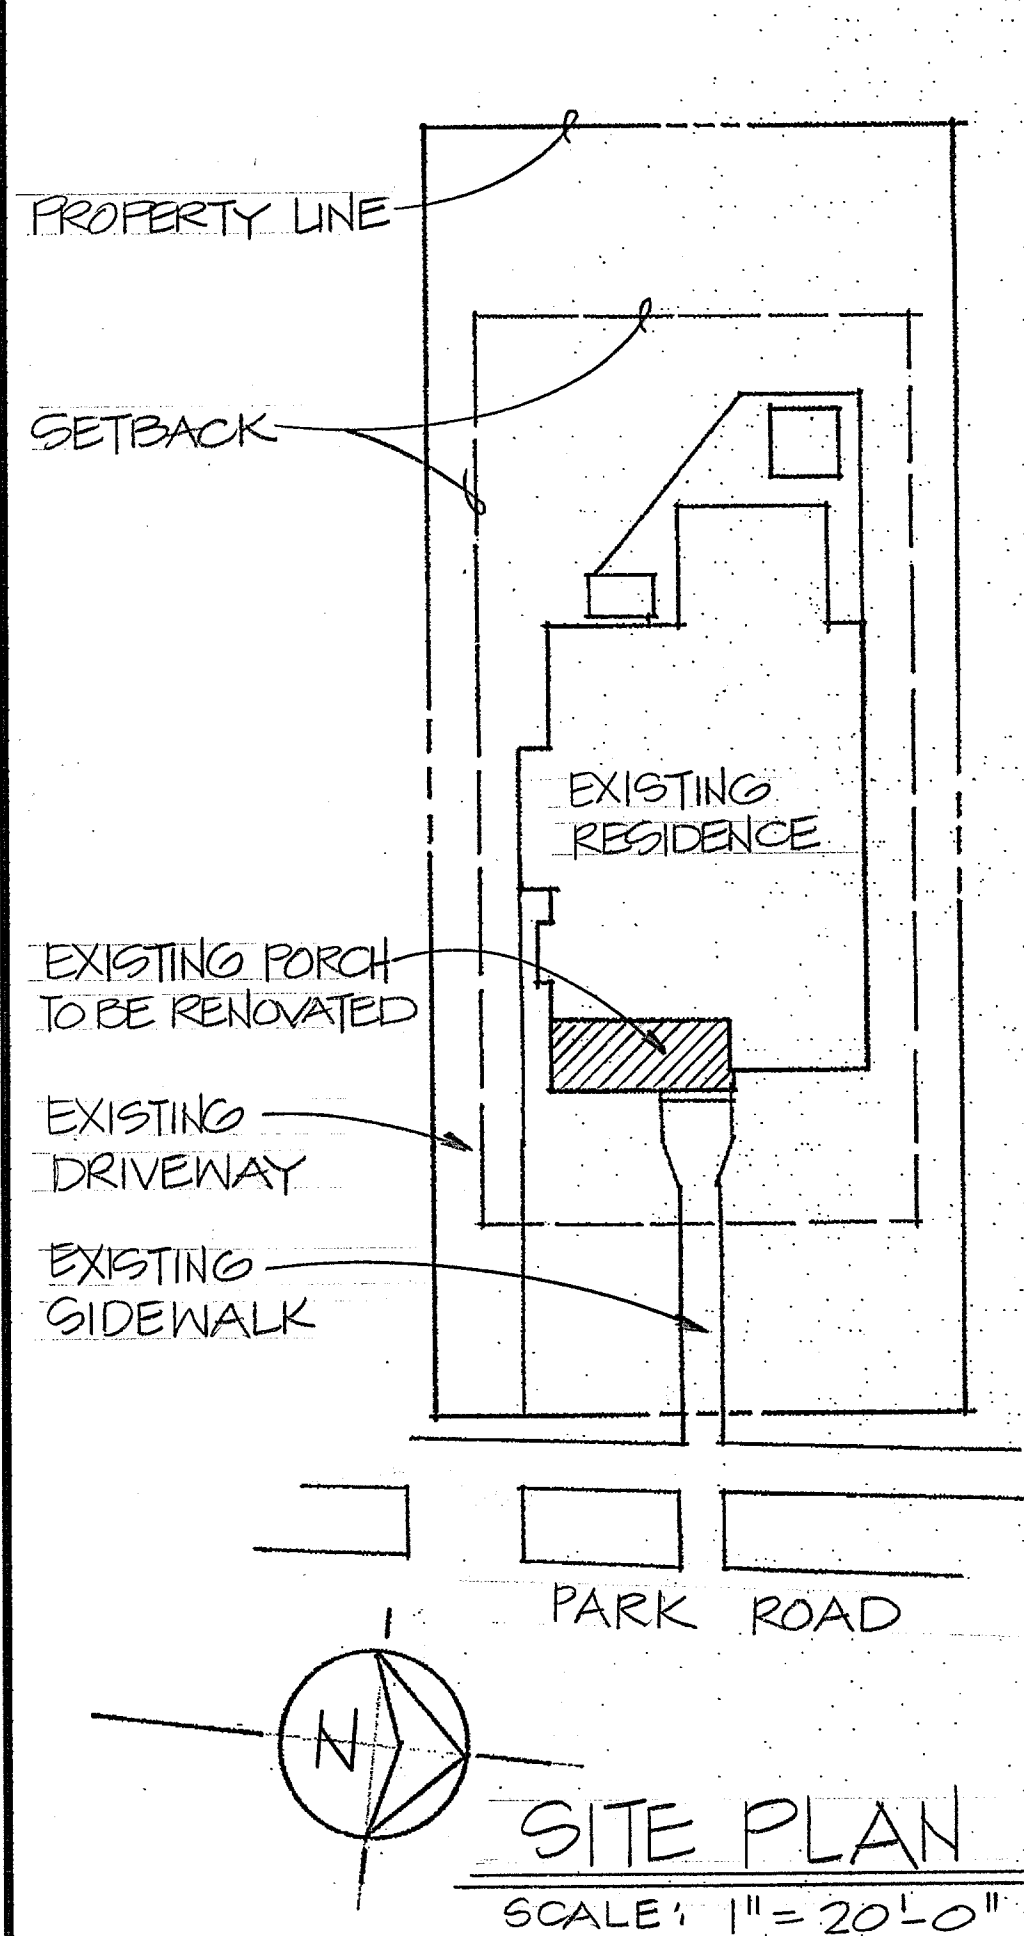 PROPERTY LINE
SETBACK
EXISTING
RESIDENCE
EXISTING PORCH
TO BE RENOVATED
EXISTING
DRIVEWAY
EXISTING
SIDEWALK
PARK ROAD
N
SITE PLAN
SCALE: 1" = 20'-0"